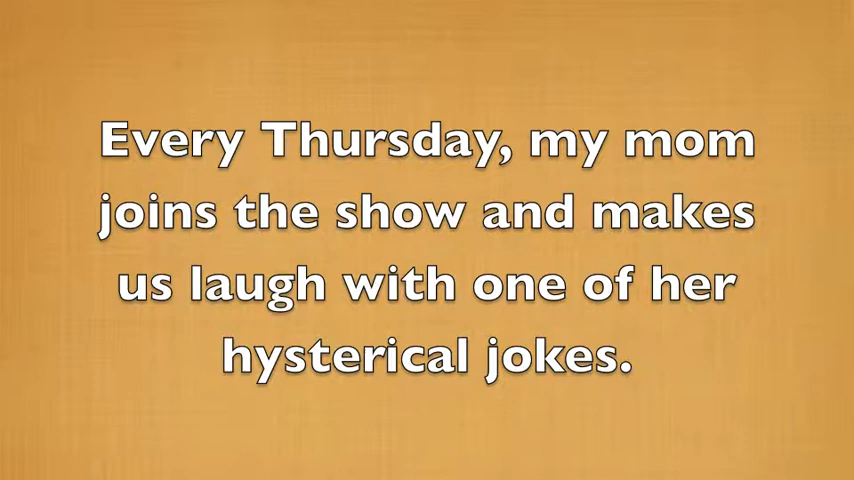 Every Thursday, my mom
joins the show and makes
us laugh with one of her
hysterical jokes.